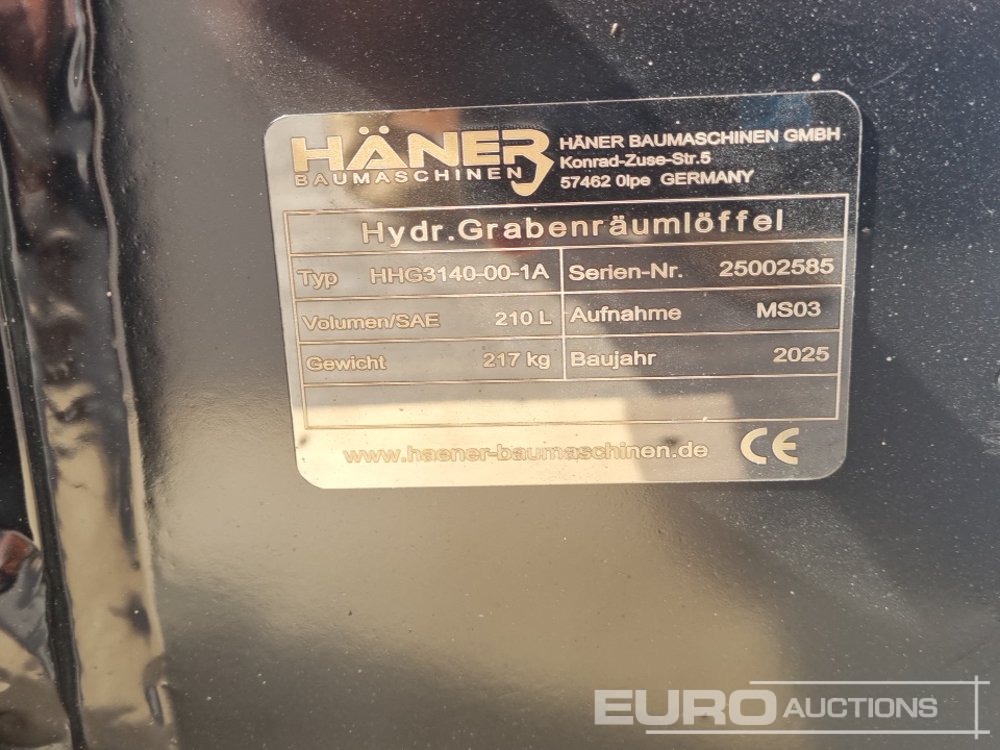 HÄNER
BAUMASCHINEN
HÄNER BAUMASCHINEN GMBH
Konrad-Zuse-Str.5
57462 Olpe GERMANY
Hydr.Grabenräumlöffel
Typ HHG3140-00-1A Serien-Nr. 25002585
Volumen/SAE 210 L Aufnahme MS03
Gewicht 217 kg Baujahr 2025
www.haener-baumaschinen.de CE
EURO AUCTIONS